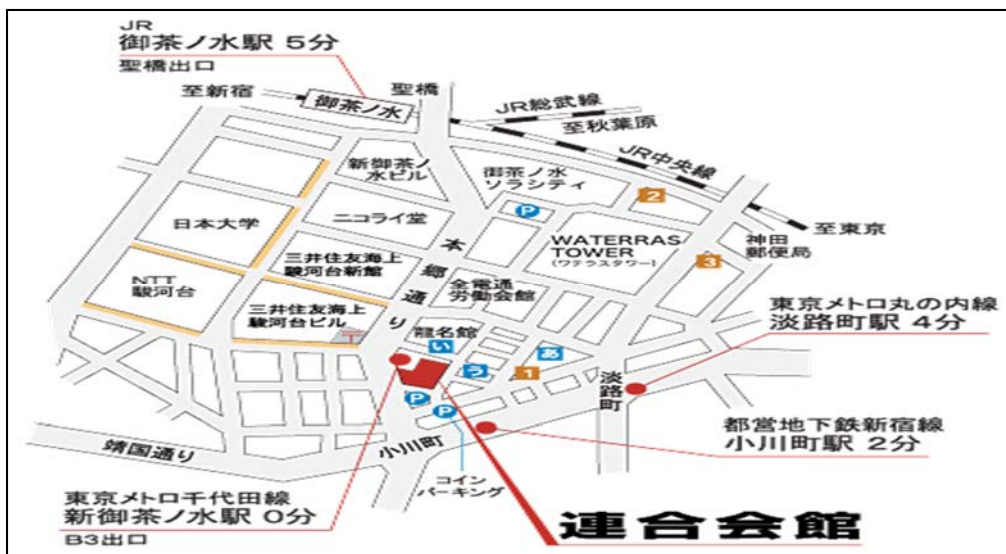 JR
御茶ノ水駅 5分
聖橋出口
至新宿
御茶ノ水
聖橋
JR総武線
至秋葉原
JR中央線
新御茶ノ
水ビル
御茶ノ水
ソラシティ
2
P
至東京
日本大学
ニコライ堂
本郷通り
WATERRAS
TOWER
(ワテラスタワー)
神田
郵便局
3
三井住友海上
駿河台新館
NTT
駿河台
全電通
労働会館
三井住友海上
駿河台ビル
〒
龍名館
い
う
あ
1
東京メトロ丸の内線
淡路町駅 4分
淡路町
P
P
都営地下鉄新宿線
小川町駅 2分
靖国通り
小川町
コイン
パーキング
東京メトロ千代田線
新御茶ノ水駅 0分
B3出口
連合会館